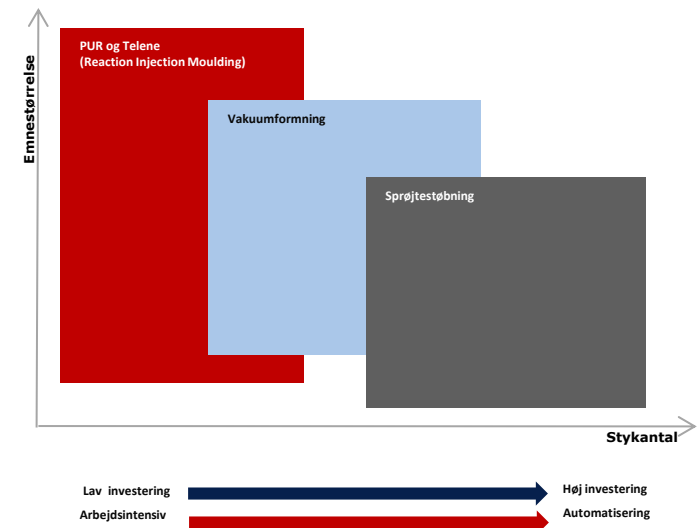 Emnestørrelse
PUR og Telene
(Reaction Injection Moulding)
Vakuumformning
Sprøjtestøbning
Stykantal
Lav investering
Høj investering
Arbejdsintensiv
Automatisering